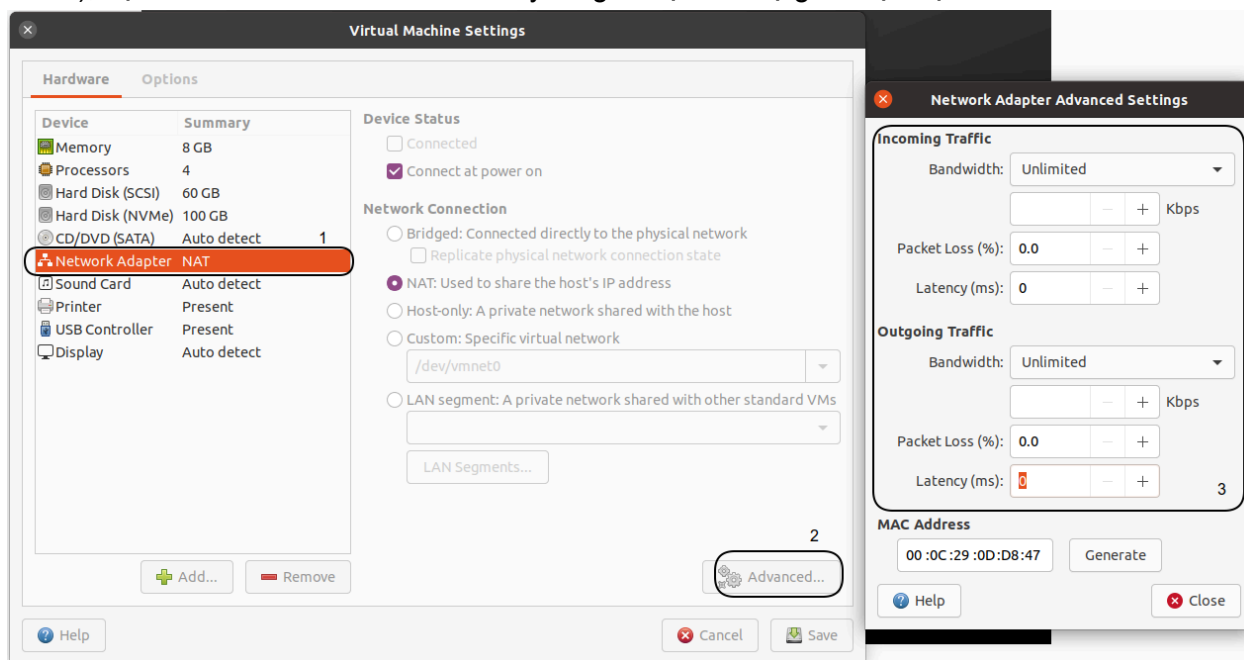 Virtual Machine Settings
Hardware Options
Device Summary
Memory 8 GB
Processors 4
Hard Disk (SCSI) 60 GB
Hard Disk (NVMe) 100 GB
CD/DVD (SATA) Auto detect 1
Network Adapter NAT
Sound Card Auto detect
Printer Present
USB Controller Present
Display Auto detect
Add... Remove
Device Status
Connected
Connect at power on
Network Connection
Bridged: Connected directly to the physical network
Replicate physical network connection state
NAT: Used to share the host's IP address
Host-only: A private network shared with the host
Custom: Specific virtual network
/dev/vmnet0
LAN segment: A private network shared with other standard VMs
LAN Segments...
2
Advanced...
Help Cancel Save
Network Adapter Advanced Settings
Incoming Traffic
Bandwidth: Unlimited
Kbps
Packet Loss (%): 0.0
Latency (ms): 0
Outgoing Traffic
Bandwidth: Unlimited
Kbps
Packet Loss (%): 0.0
Latency (ms): 0
3
MAC Address
00 :0C :29 :0D :D8 :47 Generate
Help Close